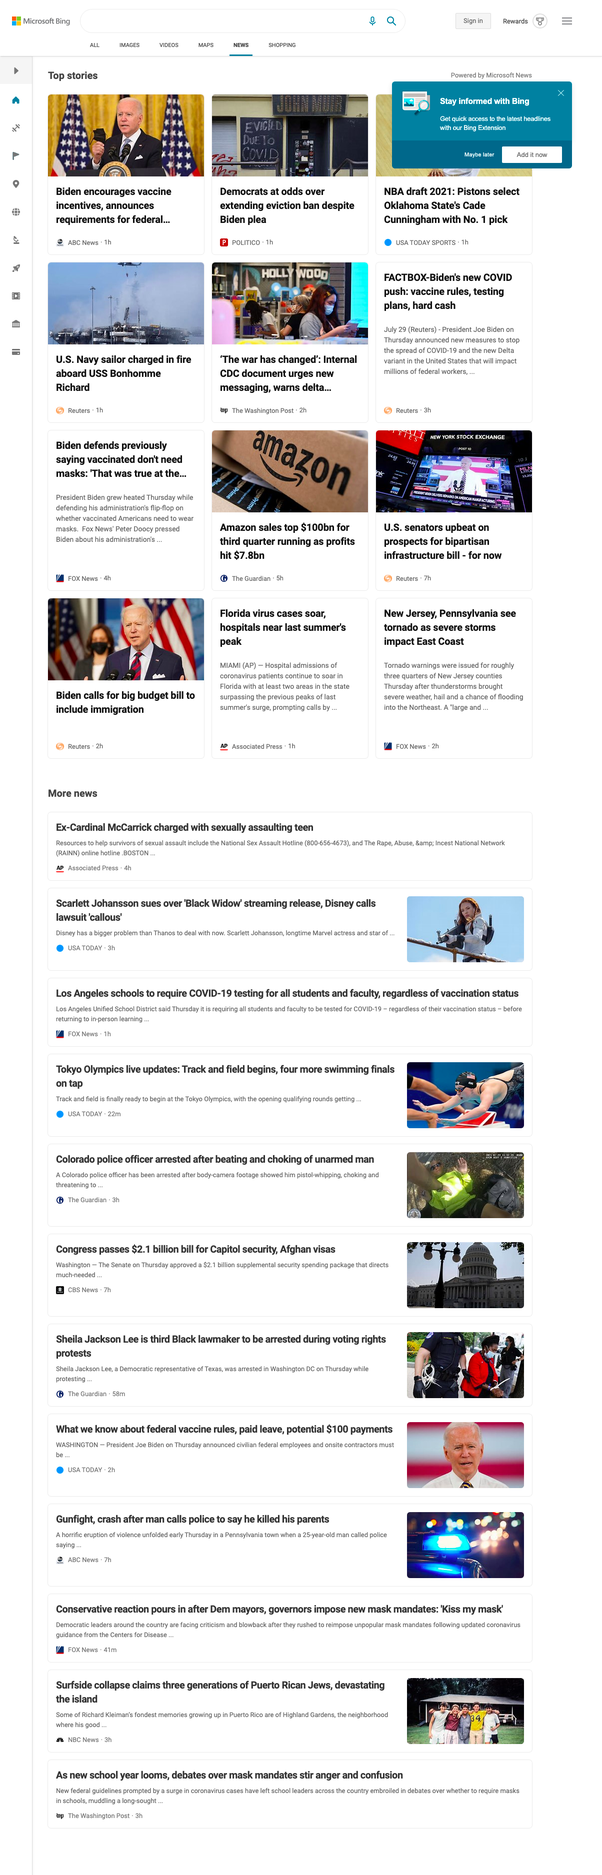 Microsoft Bing
Sign in
Rewards
ALL IMAGES VIDEOS MAPS NEWS SHOPPING
Top stories
Powered by Microsoft News
Stay informed with Bing
Get quick access to the latest headlines
with our Bing Extension
Maybe later
Add it now
Biden encourages vaccine
incentives, announces
requirements for federal...
ABC News · 1h
JOHN MUIR
EVICTED
DUE TO
COVID
Democrats at odds over
extending eviction ban despite
Biden plea
POLITICO · 1h
NBA draft 2021: Pistons select
Oklahoma State's Cade
Cunningham with No. 1 pick
USA TODAY SPORTS · 1h
U.S. Navy sailor charged in fire
aboard USS Bonhomme
Richard
Reuters · 1h
HOLLYWOOD
'The war has changed': Internal
CDC document urges new
messaging, warns delta...
wp The Washington Post · 2h
FACTBOX-Biden's new COVID
push: vaccine rules, testing
plans, hard cash
July 29 (Reuters) - President Joe Biden on
Thursday announced new measures to stop
the spread of COVID-19 and the new Delta
variant in the United States that will impact
millions of federal workers, ...
Reuters · 3h
Biden defends previously
saying vaccinated don't need
masks: 'That was true at the...
President Biden grew heated Thursday while
defending his administration's flip-flop on
whether vaccinated Americans need to wear
masks. Fox News' Peter Doocy pressed
Biden about his administration's ...
FOX News · 4h
amazon
Amazon sales top $100bn for
third quarter running as profits
hit $7.8bn
The Guardian · 5h
NEW YORK STOCK EXCHANGE
U.S. senators upbeat on
prospects for bipartisan
infrastructure bill - for now
Reuters · 7h
Biden calls for big budget bill to
include immigration
Reuters · 2h
Florida virus cases soar,
hospitals near last summer's
peak
MIAMI (AP) — Hospital admissions of
coronavirus patients continue to soar in
Florida with at least two areas in the state
surpassing the previous peaks of last
summer's surge, prompting calls by ...
AP Associated Press · 1h
New Jersey, Pennsylvania see
tornado as severe storms
impact East Coast
Tornado warnings were issued for roughly
three quarters of New Jersey counties
Thursday after thunderstorms brought
severe weather, hail and a chance of flooding
into the Northeast. A "large and ...
FOX News · 2h
More news
Ex-Cardinal McCarrick charged with sexually assaulting teen
Resources to help survivors of sexual assault include the National Sex Assault Hotline (800-656-4673), and The Rape, Abuse, &amp; Incest National Network
(RAINN) online hotline .BOSTON ...
AP Associated Press · 4h
Scarlett Johansson sues over 'Black Widow' streaming release, Disney calls
lawsuit 'callous'
Disney has a bigger problem than Thanos to deal with now. Scarlett Johansson, longtime Marvel actress and star of ...
USA TODAY · 3h
Los Angeles schools to require COVID-19 testing for all students and faculty, regardless of vaccination status
Los Angeles Unified School District said Thursday it is requiring all students and faculty to be tested for COVID-19 – regardless of their vaccination status – before
returning to in-person learning ...
FOX News · 1h
Tokyo Olympics live updates: Track and field begins, four more swimming finals
on tap
Track and field is finally ready to begin at the Tokyo Olympics, with the opening qualifying rounds getting ...
USA TODAY · 22m
Colorado police officer arrested after beating and choking of unarmed man
A Colorado police officer has been arrested after body-camera footage showed him pistol-whipping, choking and
threatening to ...
The Guardian · 3h
Congress passes $2.1 billion bill for Capitol security, Afghan visas
Washington — The Senate on Thursday approved a $2.1 billion supplemental security spending package that directs
much-needed ...
CBS News · 7h
Sheila Jackson Lee is third Black lawmaker to be arrested during voting rights
protests
Sheila Jackson Lee, a Democratic representative of Texas, was arrested in Washington DC on Thursday while
protesting ...
The Guardian · 58m
What we know about federal vaccine rules, paid leave, potential $100 payments
WASHINGTON — President Joe Biden on Thursday announced civilian federal employees and onsite contractors must
be ...
USA TODAY · 2h
Gunfight, crash after man calls police to say he killed his parents
A horrific eruption of violence unfolded early Thursday in a Pennsylvania town when a 25-year-old man called police
saying ...
ABC News · 7h
Conservative reaction pours in after Dem mayors, governors impose new mask mandates: 'Kiss my mask'
Democratic leaders around the country are facing criticism and blowback after they rushed to reimpose unpopular mask mandates following updated coronavirus
guidance from the Centers for Disease ...
FOX News · 41m
Surfside collapse claims three generations of Puerto Rican Jews, devastating
the island
Some of Richard Kleiman's fondest memories growing up in Puerto Rico are of Highland Gardens, the neighborhood
where his good ...
NBC News · 3h
As new school year looms, debates over mask mandates stir anger and confusion
New federal guidelines prompted by a surge in coronavirus cases have left school leaders across the country embroiled in debates over whether to require masks
in schools, muddling a long-sought ...
wp The Washington Post · 3h